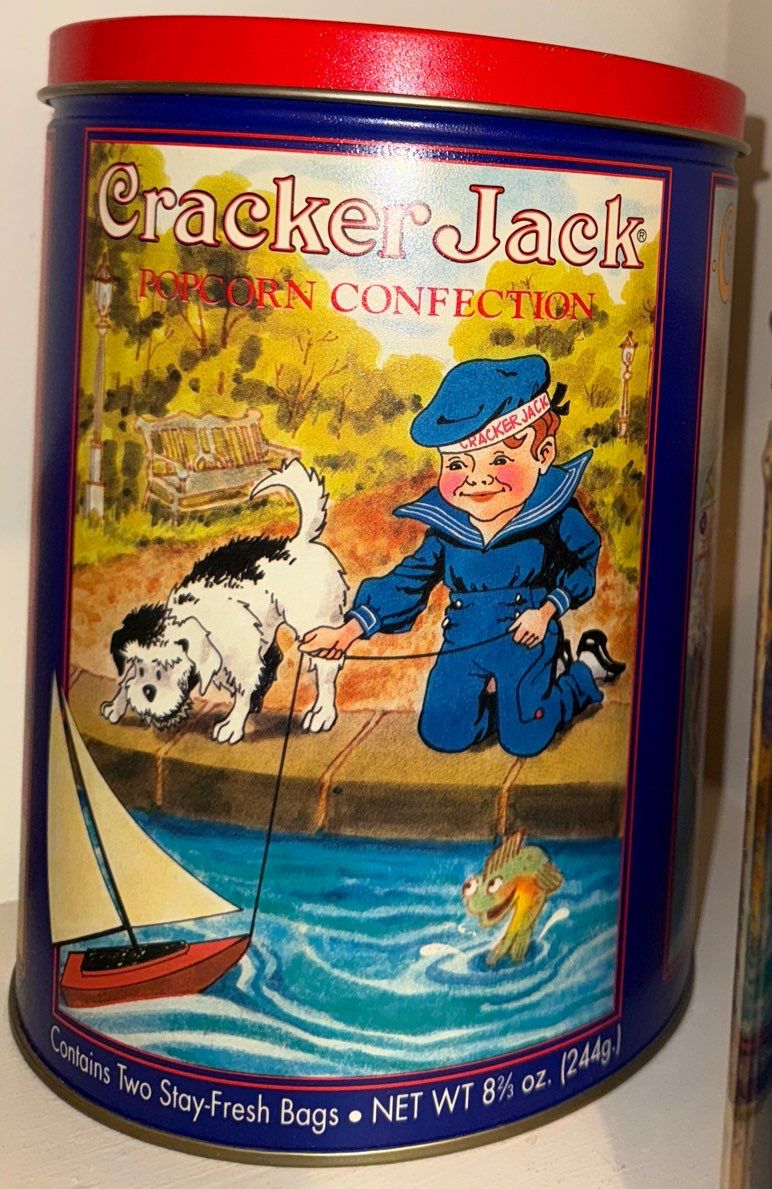 Cracker Jack®
POPCORN CONFECTION
CRACKER JACK
Contains Two Stay-Fresh Bags • NET WT 8⅔ oz. (244g.)